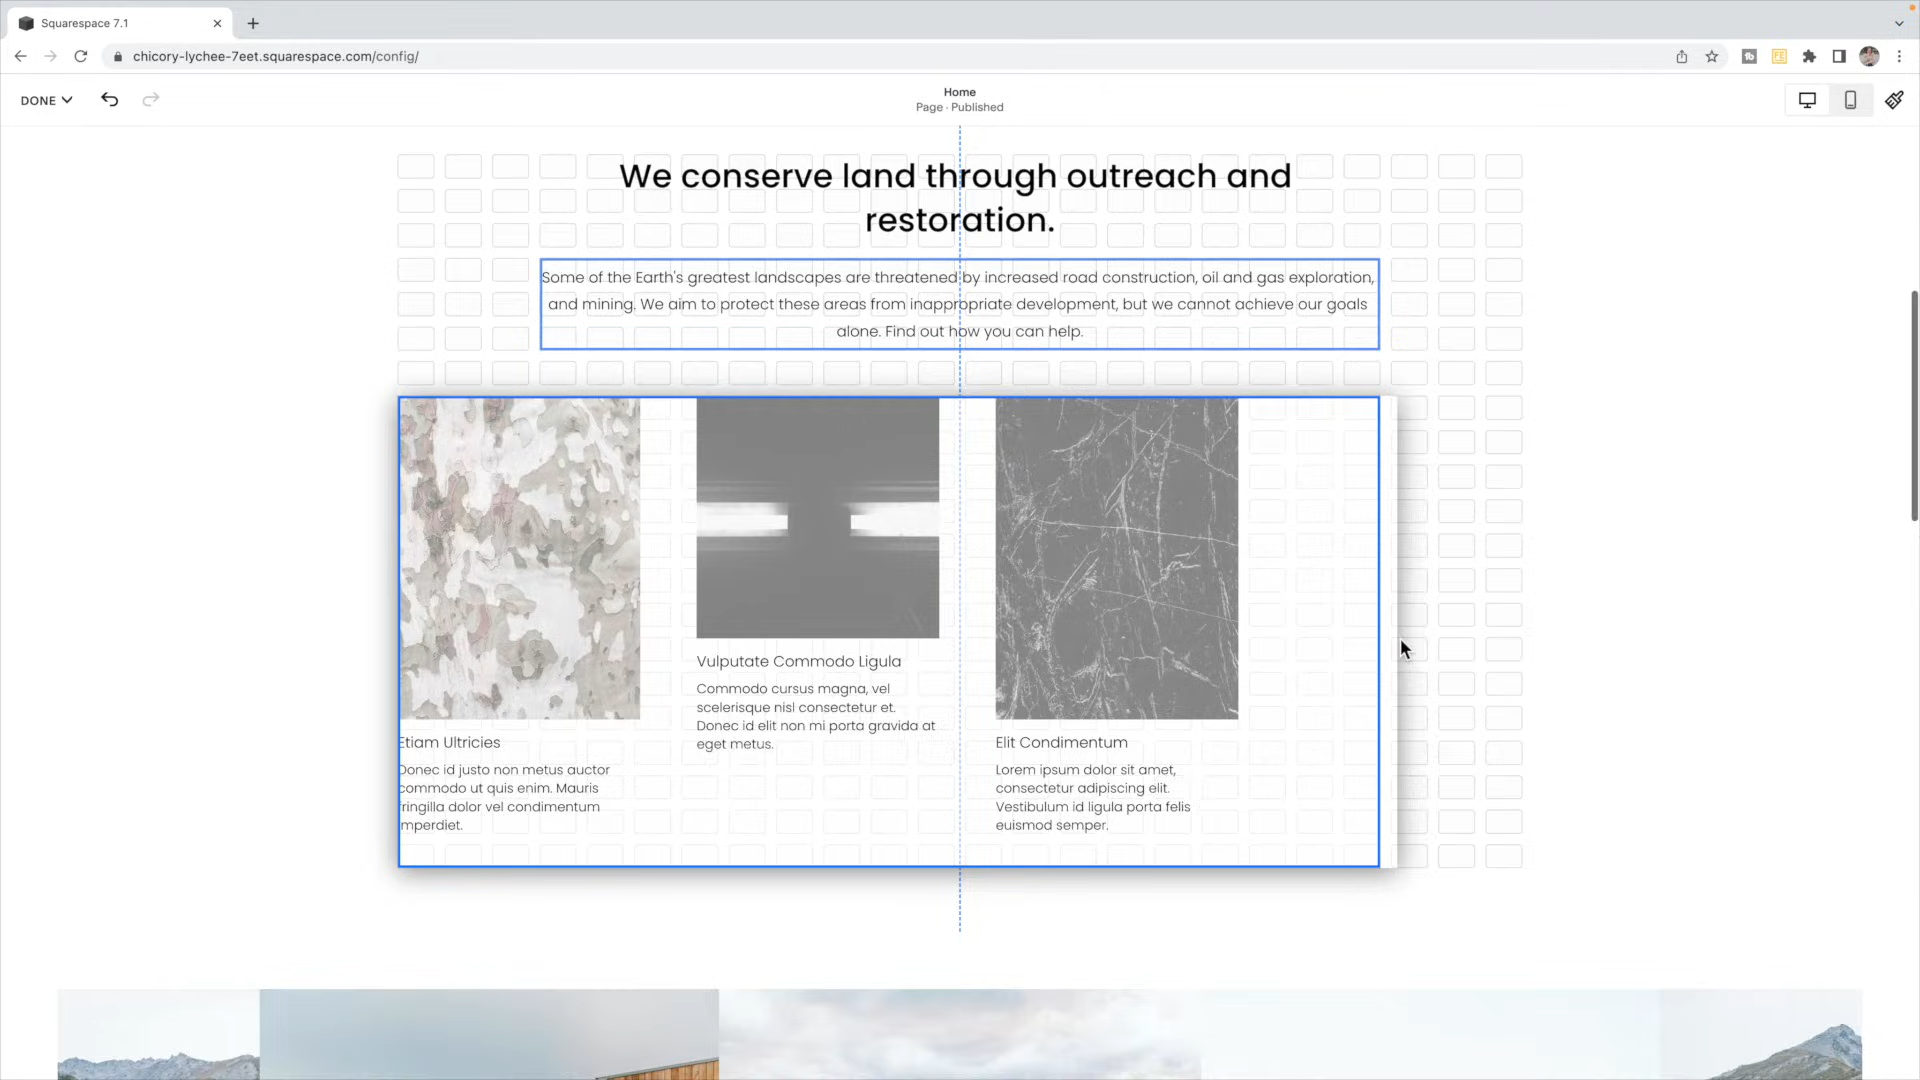 Squarespace 7.1
chicory-lychee-7eet.squarespace.com/config/
DONE
Home
Page · Published
We conserve land through outreach and
restoration.
Some of the Earth's greatest landscapes are threatened by increased road construction, oil and gas exploration,
and mining. We aim to protect these areas from inappropriate development, but we cannot achieve our goals
alone. Find out how you can help.
Vulputate Commodo Ligula
Commodo cursus magna, vel
scelerisque nisl consectetur et.
Donec id elit non mi porta gravida at
eget metus.
Etiam Ultricies
Donec id justo non metus auctor
commodo ut quis enim. Mauris
fringilla dolor vel condimentum
imperdiet.
Elit Condimentum
Lorem ipsum dolor sit amet,
consectetur adipiscing elit.
Vestibulum id ligula porta felis
euismod semper.